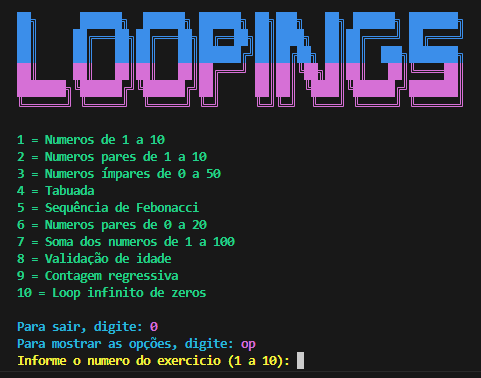 LOOPINGS
1 = Numeros de 1 a 10
2 = Numeros pares de 1 a 10
3 = Numeros ímpares de 0 a 50
4 = Tabuada
5 = Sequência de Febonacci
6 = Numeros pares de 0 a 20
7 = Soma dos numeros de 1 a 100
8 = Validação de idade
9 = Contagem regressiva
10 = Loop infinito de zeros
Para sair, digite: 0
Para mostrar as opções, digite: op
Informe o numero do exercicio (1 a 10):